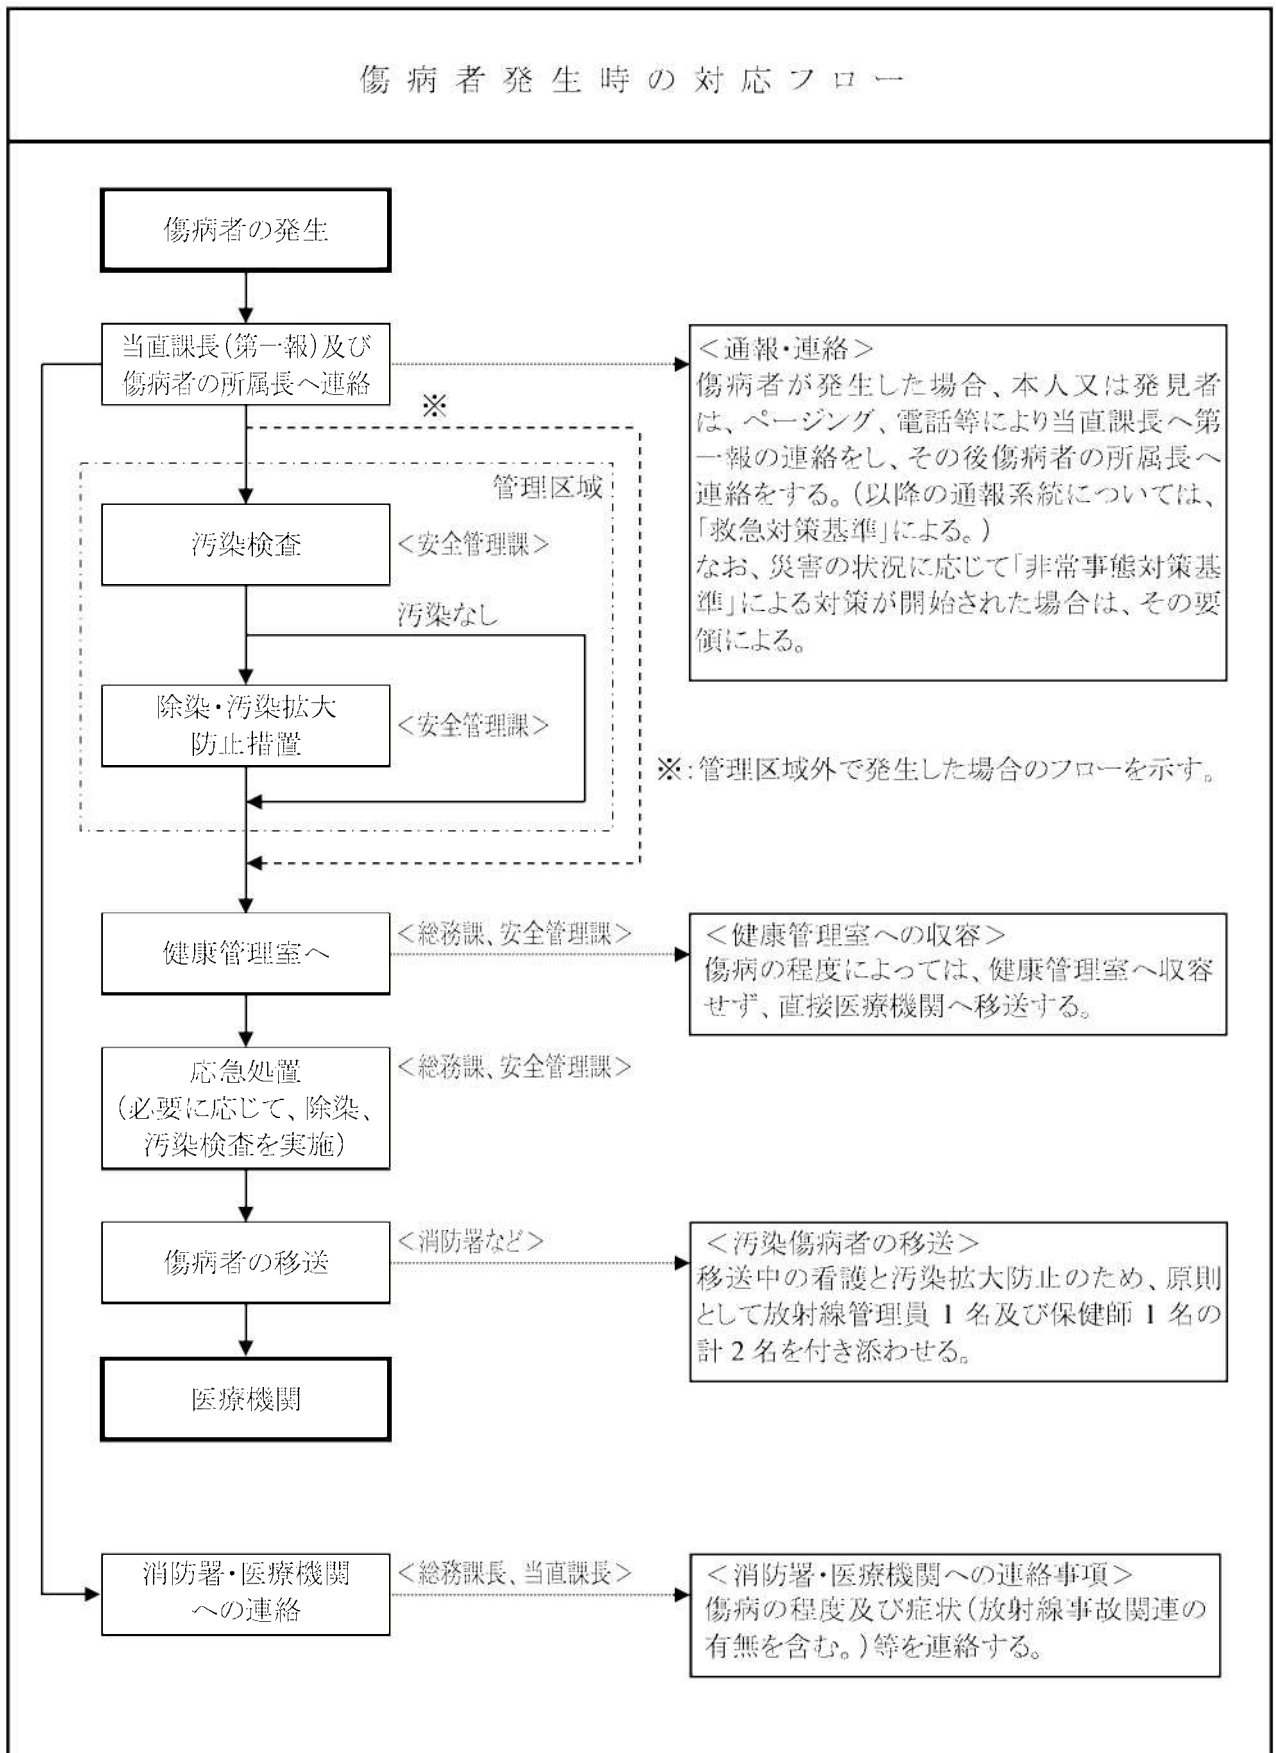 傷病者発生時の対応フロー
傷病者の発生
当直課長(第一報)及び
傷病者の所属長へ連絡
<通報・連絡>
傷病者が発生した場合、本人又は発見者
は、ページング、電話等により当直課長へ第
一報の連絡をし、その後傷病者の所属長へ
連絡をする。(以降の通報系統については、
「救急対策基準」による。)
なお、災害の状況に応じて「非常事態対策基
準」による対策が開始された場合は、その要
領による。
※
管理区域
汚染検査
<安全管理課>
汚染なし
除染・汚染拡大
防止措置
<安全管理課>
※:管理区域外で発生した場合のフローを示す。
健康管理室へ
<総務課、安全管理課>
<健康管理室への収容>
傷病の程度によっては、健康管理室へ収容
せず、直接医療機関へ移送する。
応急処置
(必要に応じて、除染、
汚染検査を実施)
<総務課、安全管理課>
傷病者の移送
<消防署など>
<汚染傷病者の移送>
移送中の看護と汚染拡大防止のため、原則
として放射線管理員 1 名及び保健師 1 名の
計 2 名を付き添わせる。
医療機関
消防署・医療機関
への連絡
<総務課長、当直課長>
<消防署・医療機関への連絡事項>
傷病の程度及び症状(放射線事故関連の
有無を含む。)等を連絡する。